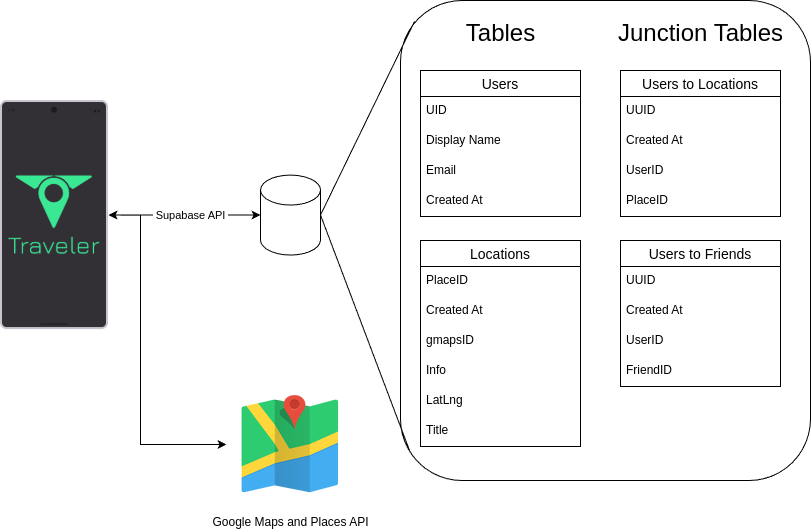 Tables
Junction Tables
Users
UID
Display Name
Email
Created At
Users to Locations
UUID
Created At
UserID
PlaceID
Locations
PlaceID
Created At
gmapsID
Info
LatLng
Title
Users to Friends
UUID
Created At
UserID
FriendID
Traveler
Supabase API
Google Maps and Places API